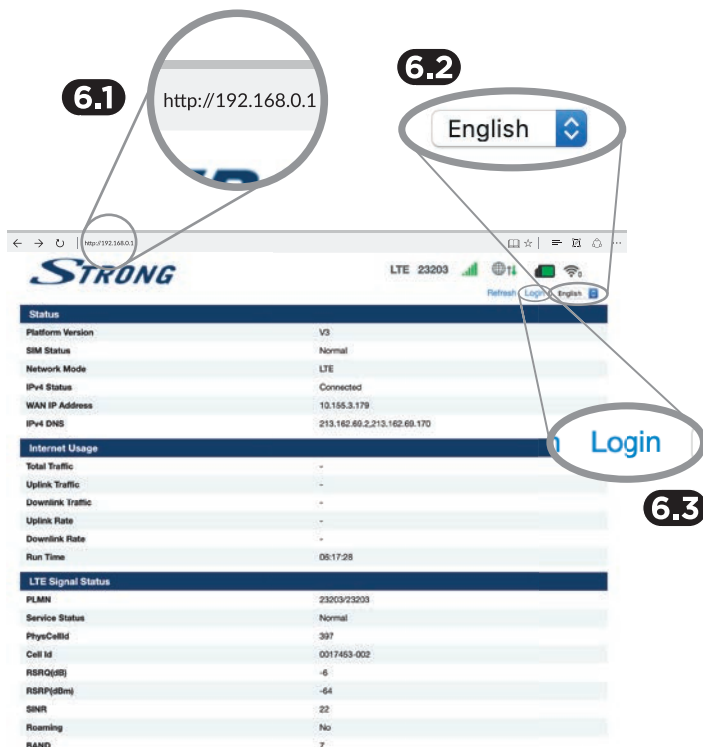 6.1
http://192.168.0.1
6.2
English
http://192.168.0.1
STRONG
LTE 23203
Refresh Login English
Status
Platform Version V3
SIM Status Normal
Network Mode LTE
IPv4 Status Connected
WAN IP Address 10.155.3.179
IPv4 DNS 213.162.69.2,213.162.69.170
Internet Usage
Total Traffic -
Uplink Traffic -
Downlink Traffic -
Uplink Rate -
Downlink Rate -
Run Time 06:17:28
Login
6.3
LTE Signal Status
PLMN 23203/23203
Service Status Normal
PhysCellId 397
Cell Id 0017453-002
RSRQ(dB) -6
RSRP(dBm) -64
SINR 22
Roaming No
BAND 7